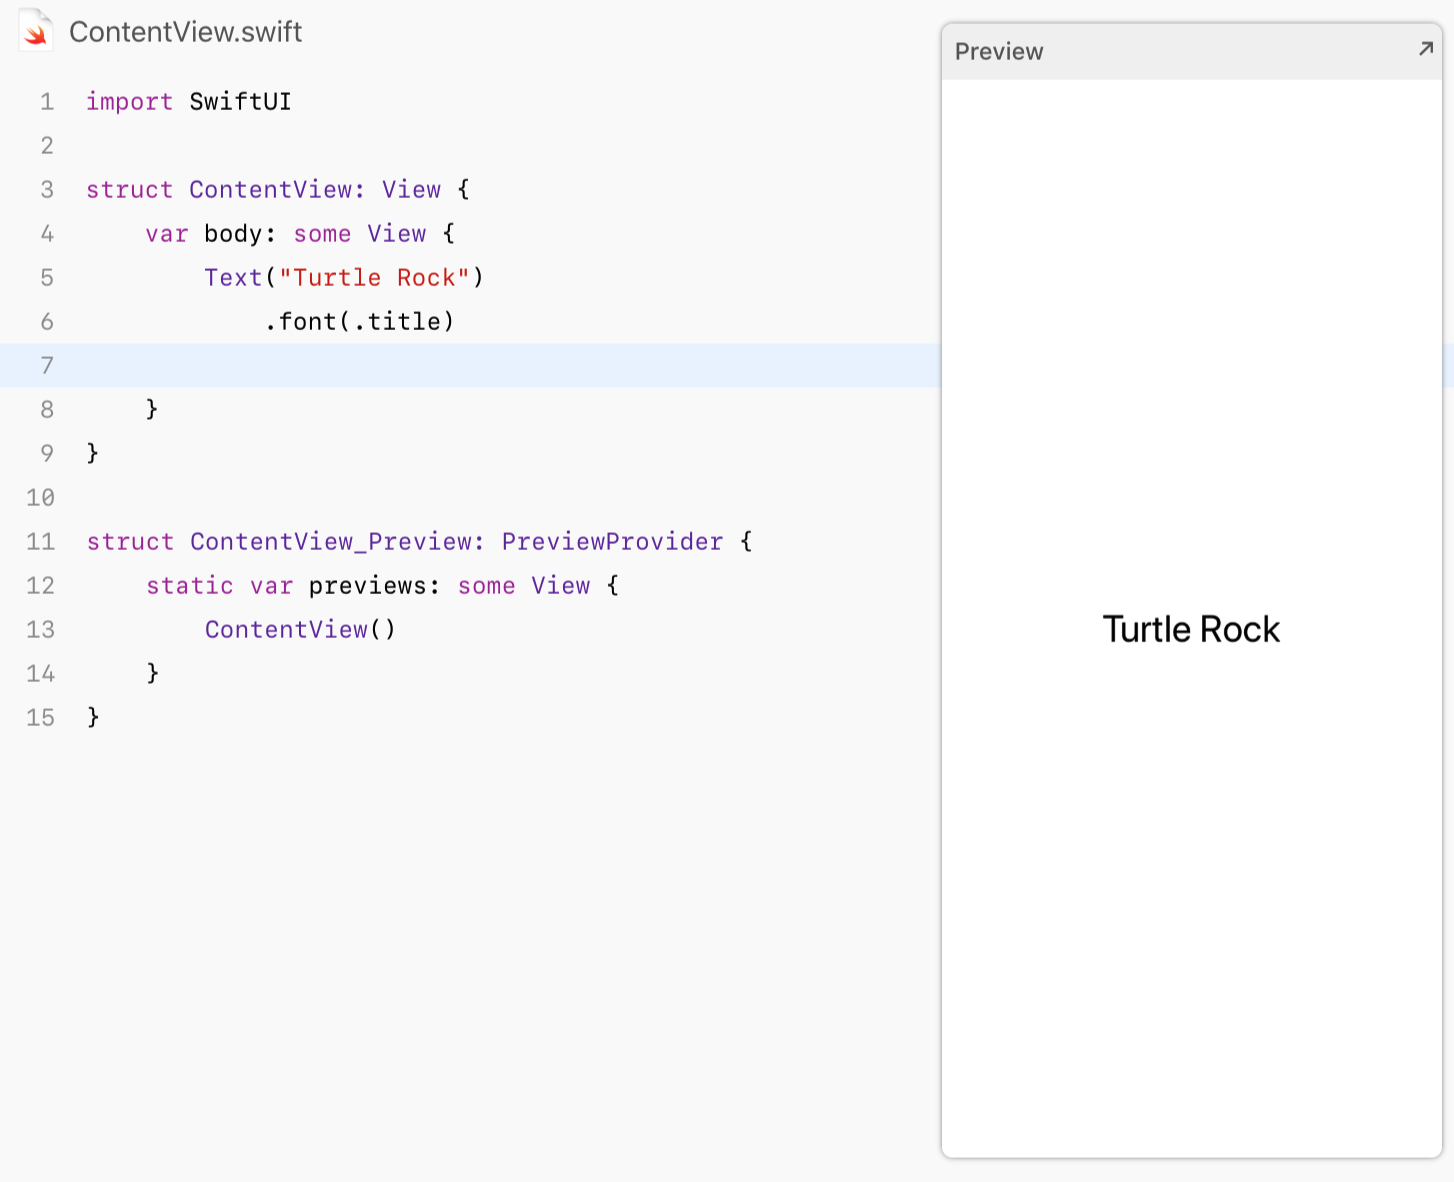 ContentView.swift
1 import SwiftUI
2
3 struct ContentView: View {
4     var body: some View {
5         Text("Turtle Rock")
6             .font(.title)
7
8     }
9 }
10
11 struct ContentView_Preview: PreviewProvider {
12     static var previews: some View {
13         ContentView()
14     }
15 }
Preview
Turtle Rock